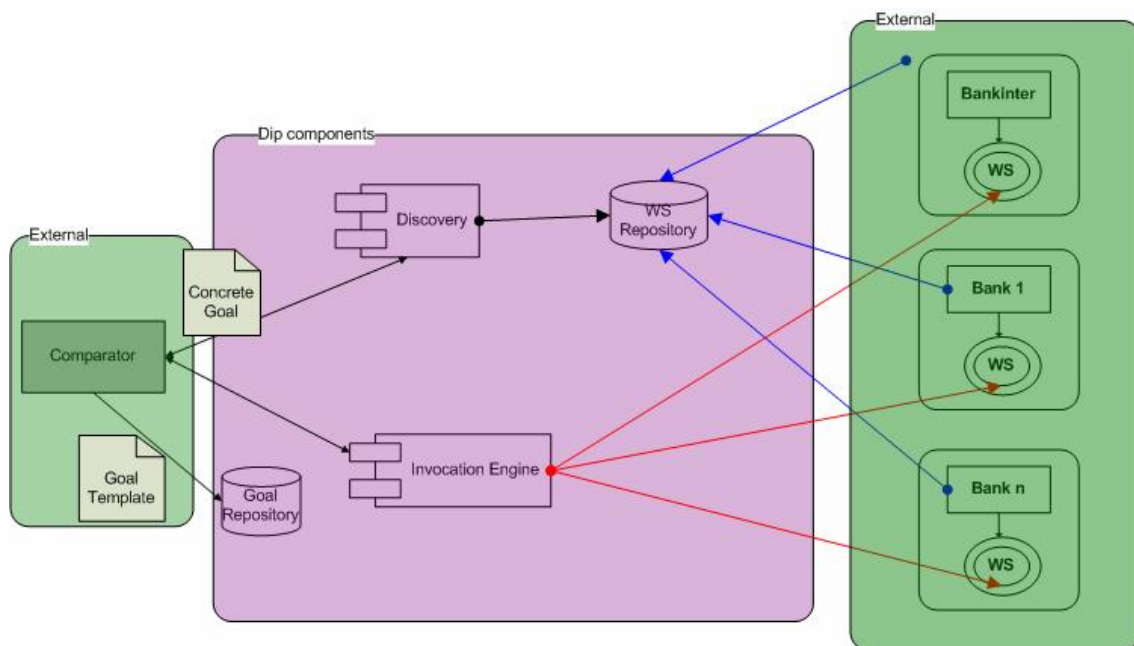 External
Bankinter
WS
Dip components
Discovery
WS
Repository
External
Concrete
Goal
Bank 1
WS
Comparator
Invocation Engine
Goal
Template
Goal
Repository
Bank n
WS